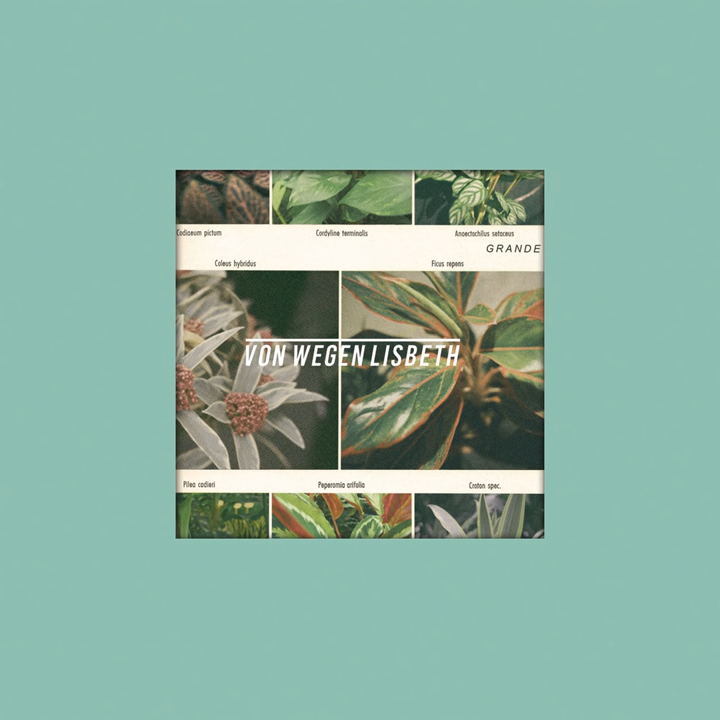 Codiaeum pictum Cordyline terminalis Anoectochilus setaceus
GRANDE
Coleus hybridus Ficus repens
VON WEGEN LISBETH
Pilea cadieri Peperomia arifolia Croton spec.